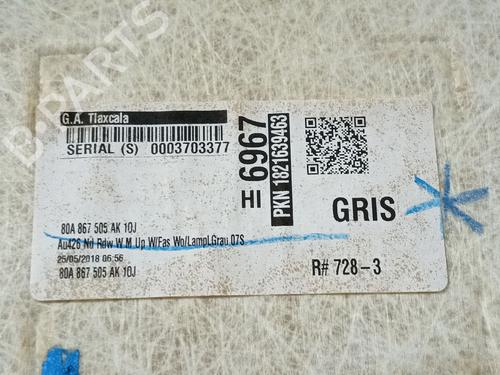 B-PARTS
G.A. Tlaxcala
SERIAL (S) 0003703377
HI 6967
PKN 1821639463
GRIS
80A 867 505 AK 10J
Au426 Nd Rdw W M.Up W/Fas Wo/Lampl.Grau 07S
25/05/2018 06:56
80A 867 505 AK 10J
R# 728-3